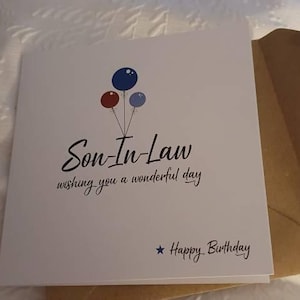 Son-In-Law
wishing you a wonderful day
Happy Birthday